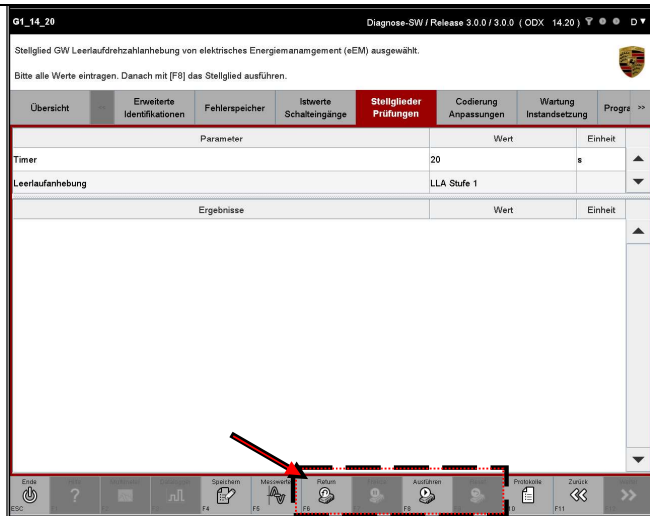 G1_14_20
Diagnose-SW / Release 3.0.0 / 3.0.0 ( ODX 14.20 )
D
Stellglied GW Leerlaufdrehzahlanhebung von elektrisches Energiemanamgement (eEM) ausgewählt.
Bitte alle Werte eintragen. Danach mit [F8] das Stellglied ausführen.
Übersicht
Erweiterte
Identifikationen
Fehlerspeicher
Istwerte
Schalteingänge
Stellglieder
Prüfungen
Codierung
Anpassungen
Wartung
Instandsetzung
Progra
>>
Parameter Wert Einheit
Timer 20 s
Leerlaufanhebung LLA Stufe 1
Ergebnisse Wert Einheit
Ende
ESC
Speichern
F4
Messwerte
F5
Return
F6
Ausführen
F8
Protokolle
Zurück
F11